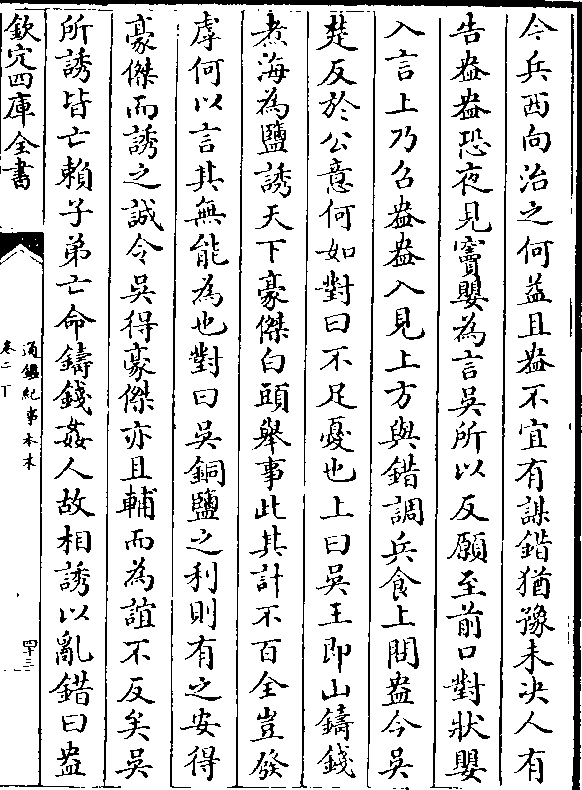 今兵西向治之何益且盎不宜有謀錯猶豫未决人有
告盎盎恐夜見竇嬰為言吳所以反願至前口對狀嬰
入言上乃召盎盎入見上方與錯調兵食上問盎今吳
楚反於公意何如對曰不足憂也上曰吳王即山鑄錢
煮海為鹽誘天下豪傑白頭舉事此其計不百全豈發
虖何以言其無能為也對曰吳銅鹽之利則有之安得
豪傑而誘之誠令吳得豪傑亦且輔而為誼不反矣吳
所誘皆亡賴子弟亡命鑄錢姦人故相誘以亂錯曰盎
欽定四庫全書
通鑑紀事本末
卷二下
四十三